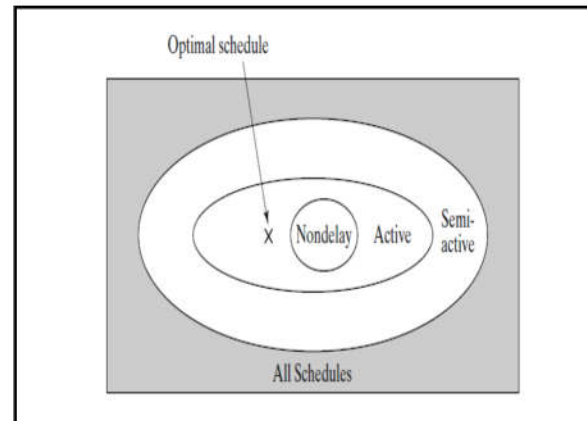 Optimal schedule
X
Nondelay
Active
Semi-
active
All Schedules